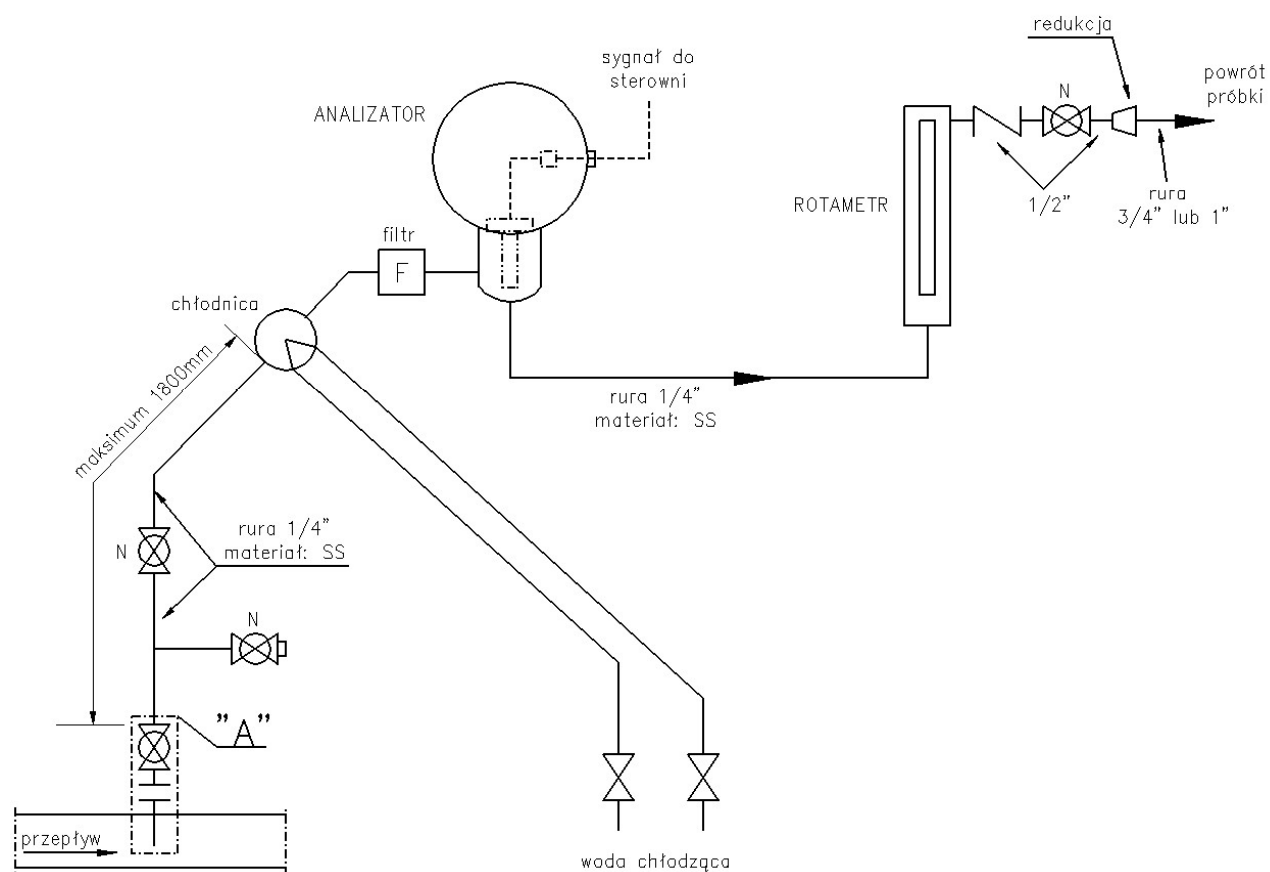 redukcja
sygnał do
sterowni
powrót
próbki
N
ANALIZATOR
ROTAMETR
1/2"
rura
3/4" lub 1"
filtr
F
chłodnica
maksimum 1800mm
rura 1/4"
materiał: SS
rura 1/4"
materiał: SS
N
N
"A"
przepływ
woda chłodząca